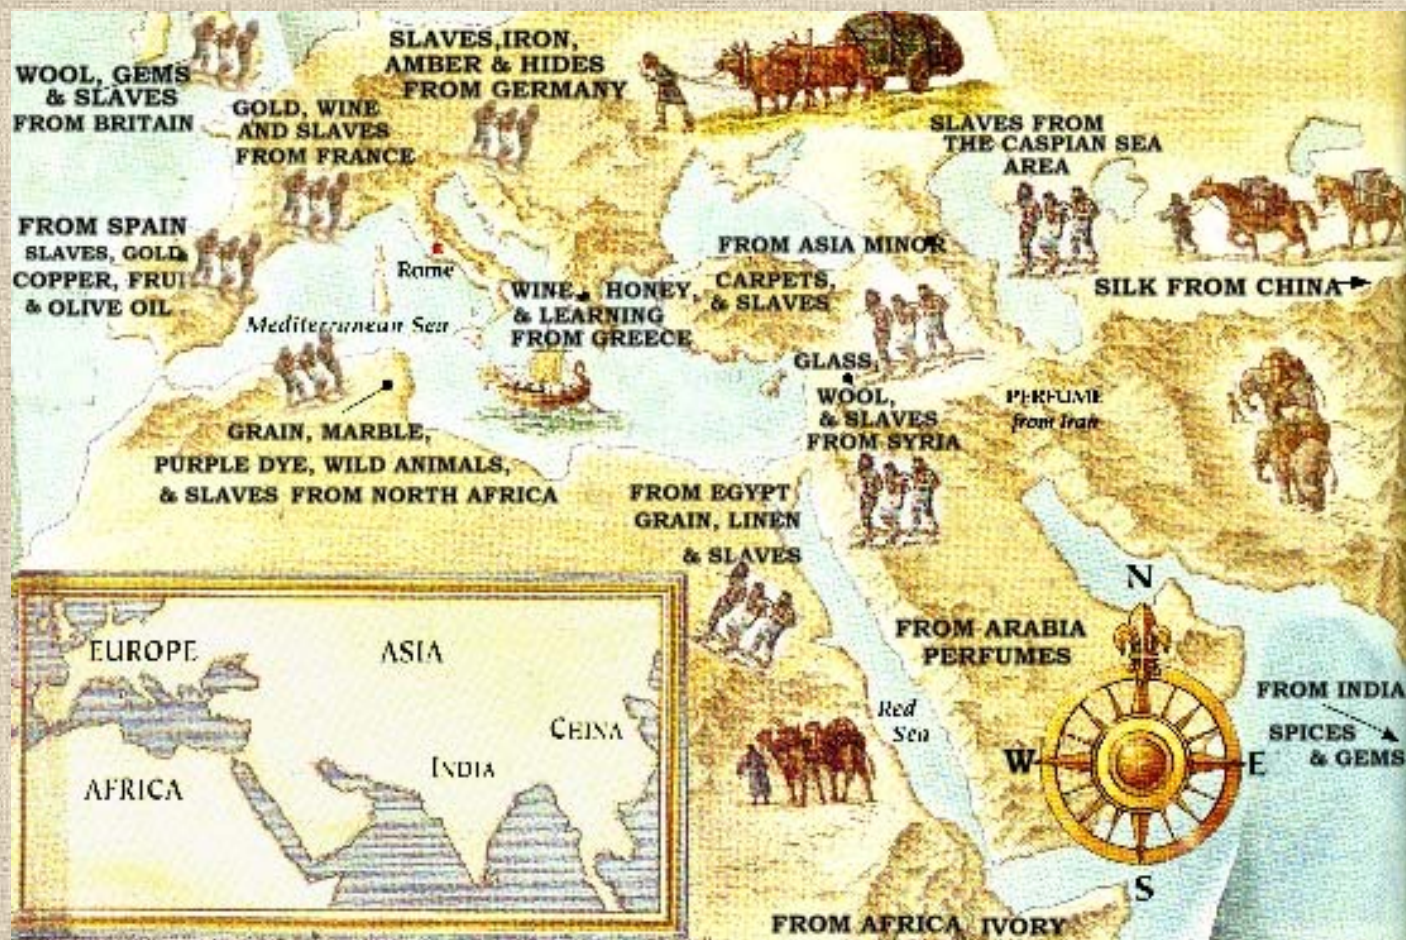 WOOL, GEMS
& SLAVES
FROM BRITAIN
SLAVES, IRON,
AMBER & HIDES
FROM GERMANY
GOLD, WINE
AND SLAVES
FROM FRANCE
SLAVES FROM
THE CASPIAN SEA
AREA
FROM SPAIN
SLAVES, GOLD,
COPPER, FRUI
& OLIVE OIL
Rome
Mediterranean Sea
WINE, HONEY,
& LEARNING
FROM GREECE
FROM ASIA MINOR
CARPETS,
& SLAVES
SILK FROM CHINA
GLASS,
WOOL,
& SLAVES
FROM SYRIA
PERFUME
from Iran
GRAIN, MARBLE,
PURPLE DYE, WILD ANIMALS,
& SLAVES FROM NORTH AFRICA
FROM EGYPT
GRAIN, LINEN
& SLAVES
FROM ARABIA
PERFUMES
Red
Sea
N
W
E
S
FROM INDIA
SPICES
& GEMS
FROM AFRICA IVORY
EUROPE
ASIA
CHINA
INDIA
AFRICA